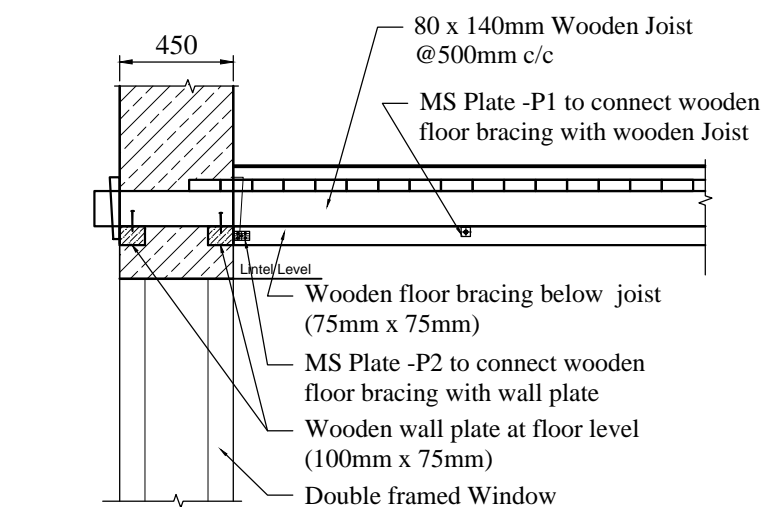 450
80 x 140mm Wooden Joist
@500mm c/c
MS Plate -P1 to connect wooden
floor bracing with wooden Joist
Lintel Level
Wooden floor bracing below joist
(75mm x 75mm)
MS Plate -P2 to connect wooden
floor bracing with wall plate
Wooden wall plate at floor level
(100mm x 75mm)
Double framed Window